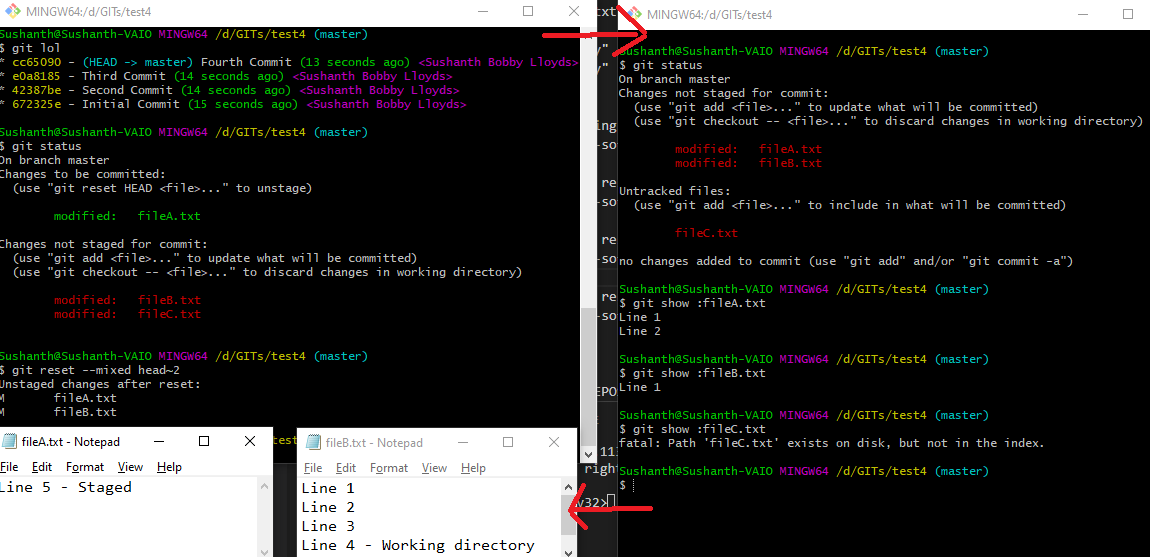 MINGW64:/d/GITs/test4
Sushanth@Sushanth-VAIO MINGW64 /d/GITs/test4 (master)
$ git lol
* cc65090 - (HEAD -> master) Fourth Commit (13 seconds ago) <Sushanth Bobby Lloyds>
* e0a8185 - Third Commit (14 seconds ago) <Sushanth Bobby Lloyds>
* 42387be - Second Commit (14 seconds ago) <Sushanth Bobby Lloyds>
* 672325e - Initial Commit (15 seconds ago) <Sushanth Bobby Lloyds>
Sushanth@Sushanth-VAIO MINGW64 /d/GITs/test4 (master)
$ git status
On branch master
Changes to be committed:
(use "git reset HEAD <file>..." to unstage)
modified: fileA.txt
Changes not staged for commit:
(use "git add <file>..." to update what will be committed)
(use "git checkout -- <file>..." to discard changes in working directory)
modified: fileB.txt
modified: fileC.txt
Sushanth@Sushanth-VAIO MINGW64 /d/GITs/test4 (master)
$ git reset --mixed head~2
Unstaged changes after reset:
M fileA.txt
M fileB.txt
fileA.txt - Notepad
File Edit Format View Help
Line 5 - Staged
fileB.txt - Notepad
File Edit Format View Help
Line 1
Line 2
Line 3
Line 4 - Working directory
MINGW64:/d/GITs/test4
Sushanth@Sushanth-VAIO MINGW64 /d/GITs/test4 (master)
$ git status
On branch master
Changes not staged for commit:
(use "git add <file>..." to update what will be committed)
(use "git checkout -- <file>..." to discard changes in working directory)
modified: fileA.txt
modified: fileB.txt
Untracked files:
(use "git add <file>..." to include in what will be committed)
fileC.txt
no changes added to commit (use "git add" and/or "git commit -a")
Sushanth@Sushanth-VAIO MINGW64 /d/GITs/test4 (master)
$ git show :fileA.txt
Line 1
Line 2
Sushanth@Sushanth-VAIO MINGW64 /d/GITs/test4 (master)
$ git show :fileB.txt
Line 1
Sushanth@Sushanth-VAIO MINGW64 /d/GITs/test4 (master)
$ git show :fileC.txt
fatal: Path 'fileC.txt' exists on disk, but not in the index.
Sushanth@Sushanth-VAIO MINGW64 /d/GITs/test4 (master)
$